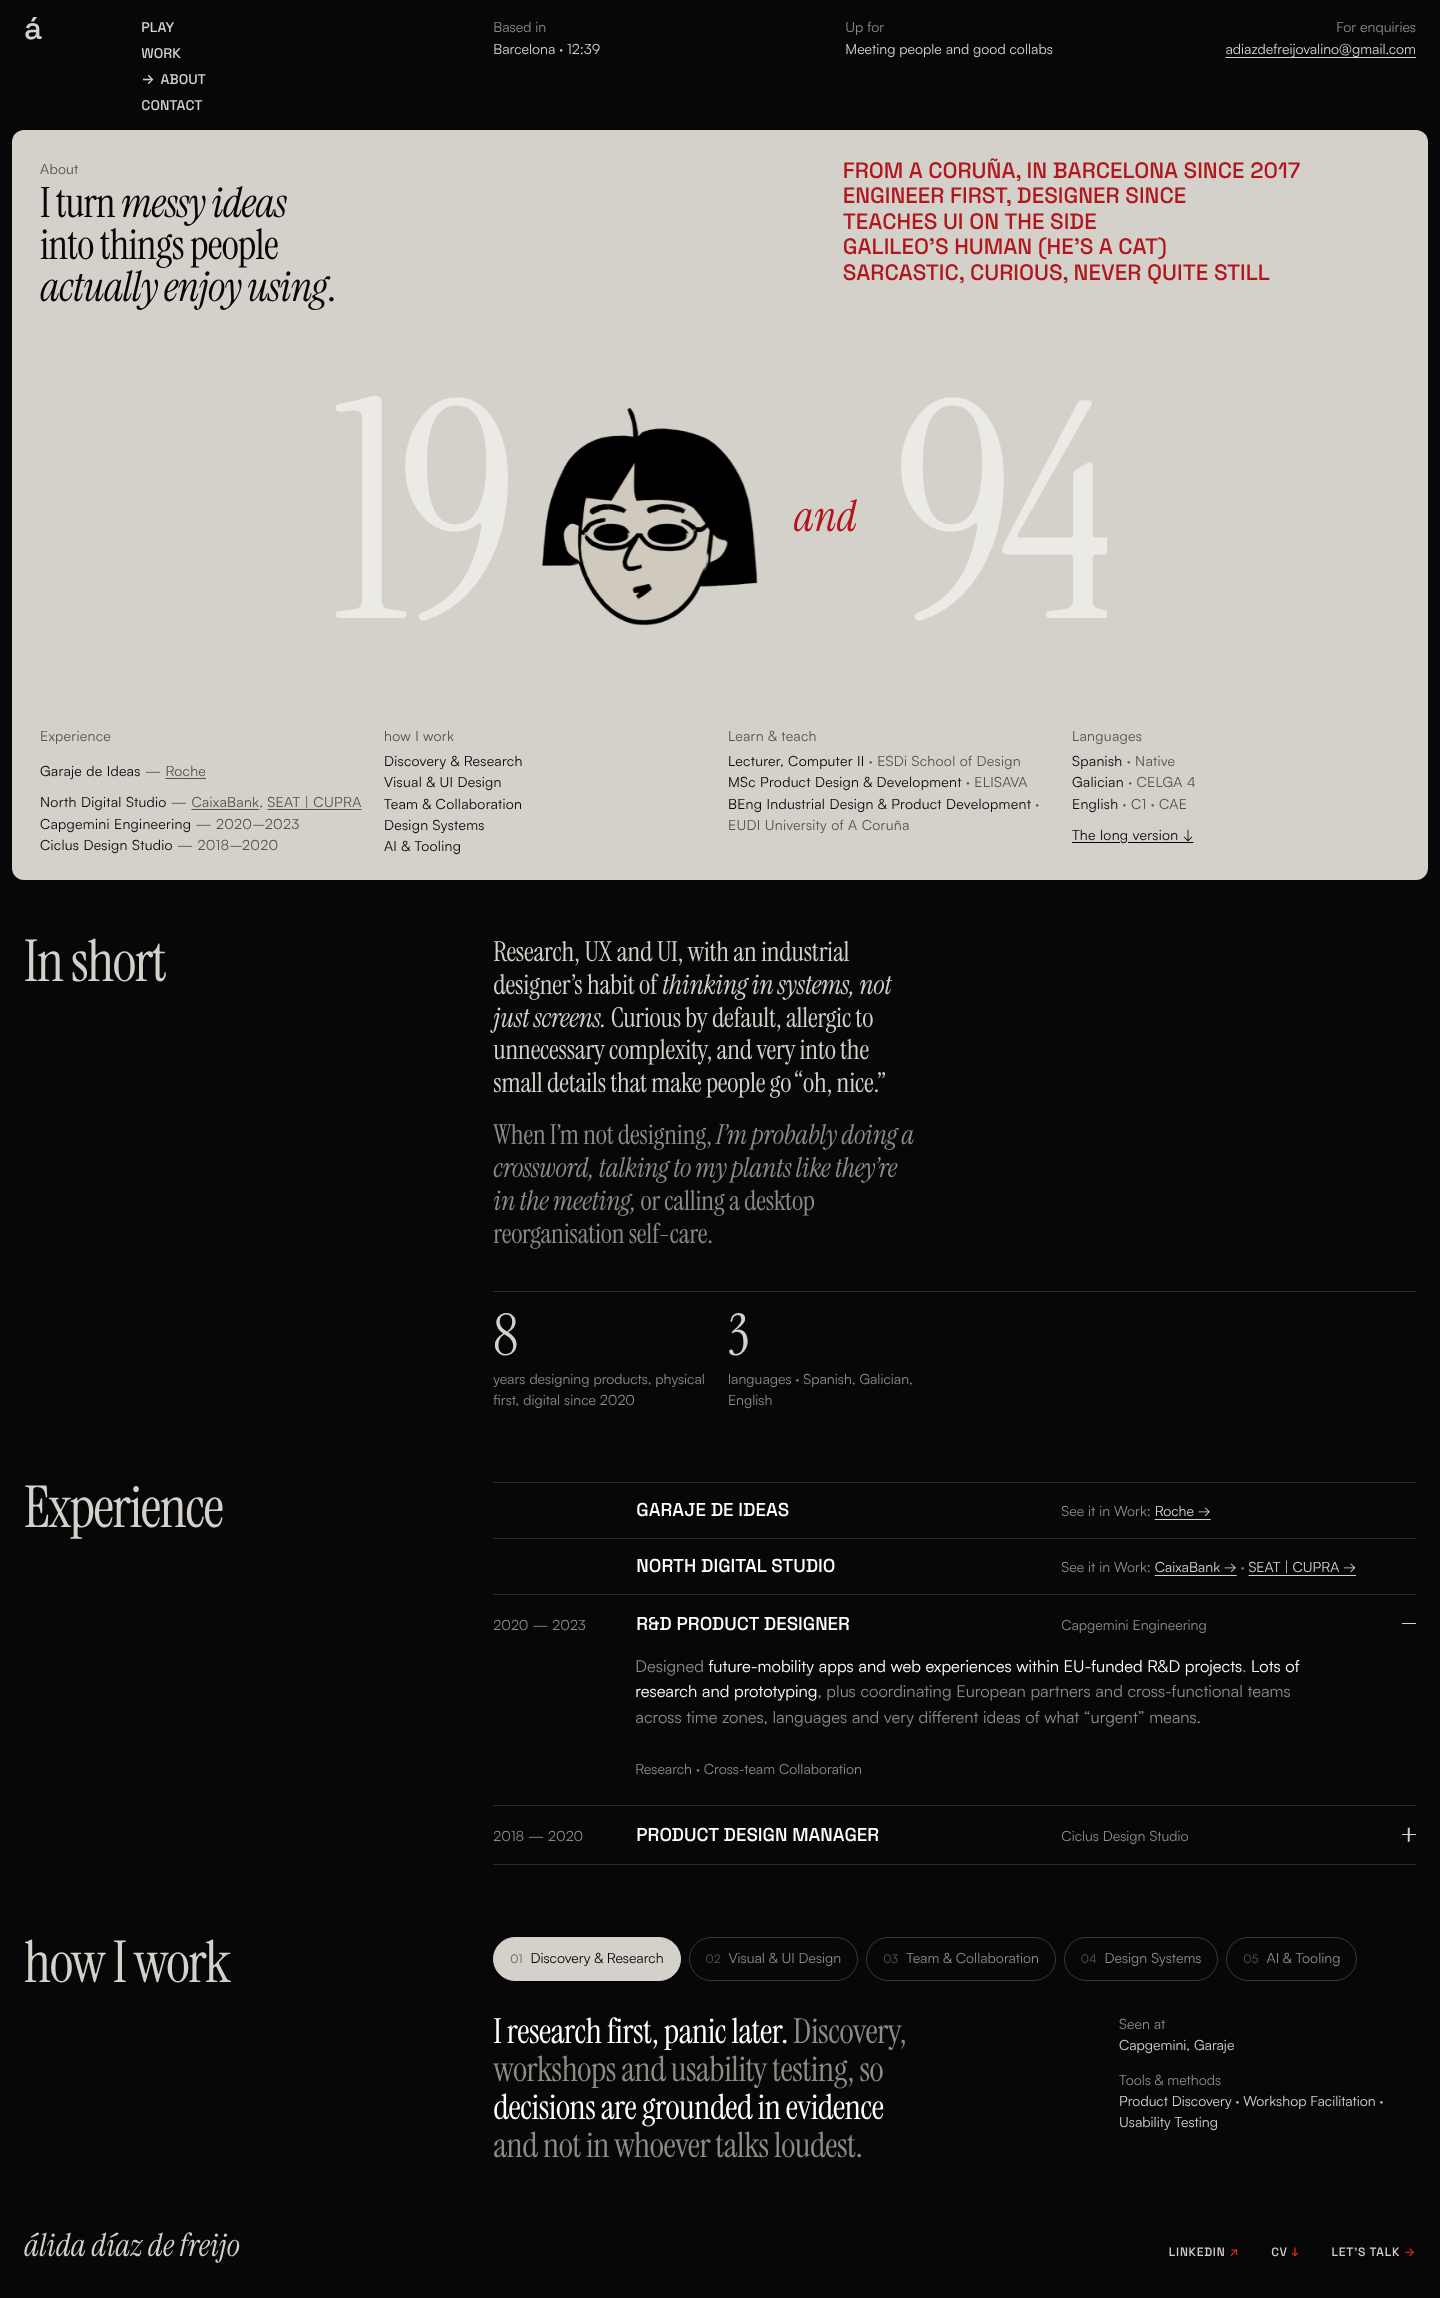 á
PLAY
WORK
→ ABOUT
CONTACT
Based in
Barcelona · 12:39
Up for
Meeting people and good collabs
For enquiries
adiazdefreijovalino@gmail.com
About
I turn messy ideas
into things people
actually enjoy using.
FROM A CORUÑA, IN BARCELONA SINCE 2017
ENGINEER FIRST, DESIGNER SINCE
TEACHES UI ON THE SIDE
GALILEO’S HUMAN (HE’S A CAT)
SARCASTIC, CURIOUS, NEVER QUITE STILL
19 and 94
Experience
Garaje de Ideas — Roche
North Digital Studio — CaixaBank, SEAT | CUPRA
Capgemini Engineering — 2020—2023
Ciclus Design Studio — 2018—2020
how I work
Discovery & Research
Visual & UI Design
Team & Collaboration
Design Systems
AI & Tooling
Learn & teach
Lecturer, Computer II · ESDi School of Design
MSc Product Design & Development · ELISAVA
BEng Industrial Design & Product Development ·
EUDI University of A Coruña
Languages
Spanish · Native
Galician · CELGA 4
English · C1 · CAE
The long version ↓
In short
Research, UX and UI, with an industrial
designer’s habit of thinking in systems, not
just screens. Curious by default, allergic to
unnecessary complexity, and very into the
small details that make people go “oh, nice.”
When I’m not designing, I’m probably doing a
crossword, talking to my plants like they’re
in the meeting, or calling a desktop
reorganisation self-care.
8
years designing products, physical
first, digital since 2020
3
languages · Spanish, Galician,
English
Experience
GARAJE DE IDEAS
See it in Work: Roche →
NORTH DIGITAL STUDIO
See it in Work: CaixaBank → · SEAT | CUPRA →
2020 — 2023
R&D PRODUCT DESIGNER
Capgemini Engineering
Designed future-mobility apps and web experiences within EU-funded R&D projects. Lots of
research and prototyping, plus coordinating European partners and cross-functional teams
across time zones, languages and very different ideas of what “urgent” means.
Research · Cross-team Collaboration
2018 — 2020
PRODUCT DESIGN MANAGER
Ciclus Design Studio
how I work
01 Discovery & Research
02 Visual & UI Design
03 Team & Collaboration
04 Design Systems
05 AI & Tooling
I research first, panic later. Discovery,
workshops and usability testing, so
decisions are grounded in evidence
and not in whoever talks loudest.
Seen at
Capgemini, Garaje
Tools & methods
Product Discovery · Workshop Facilitation ·
Usability Testing
álida díaz de freijo
LINKEDIN ↗
CV ↓
LET’S TALK →